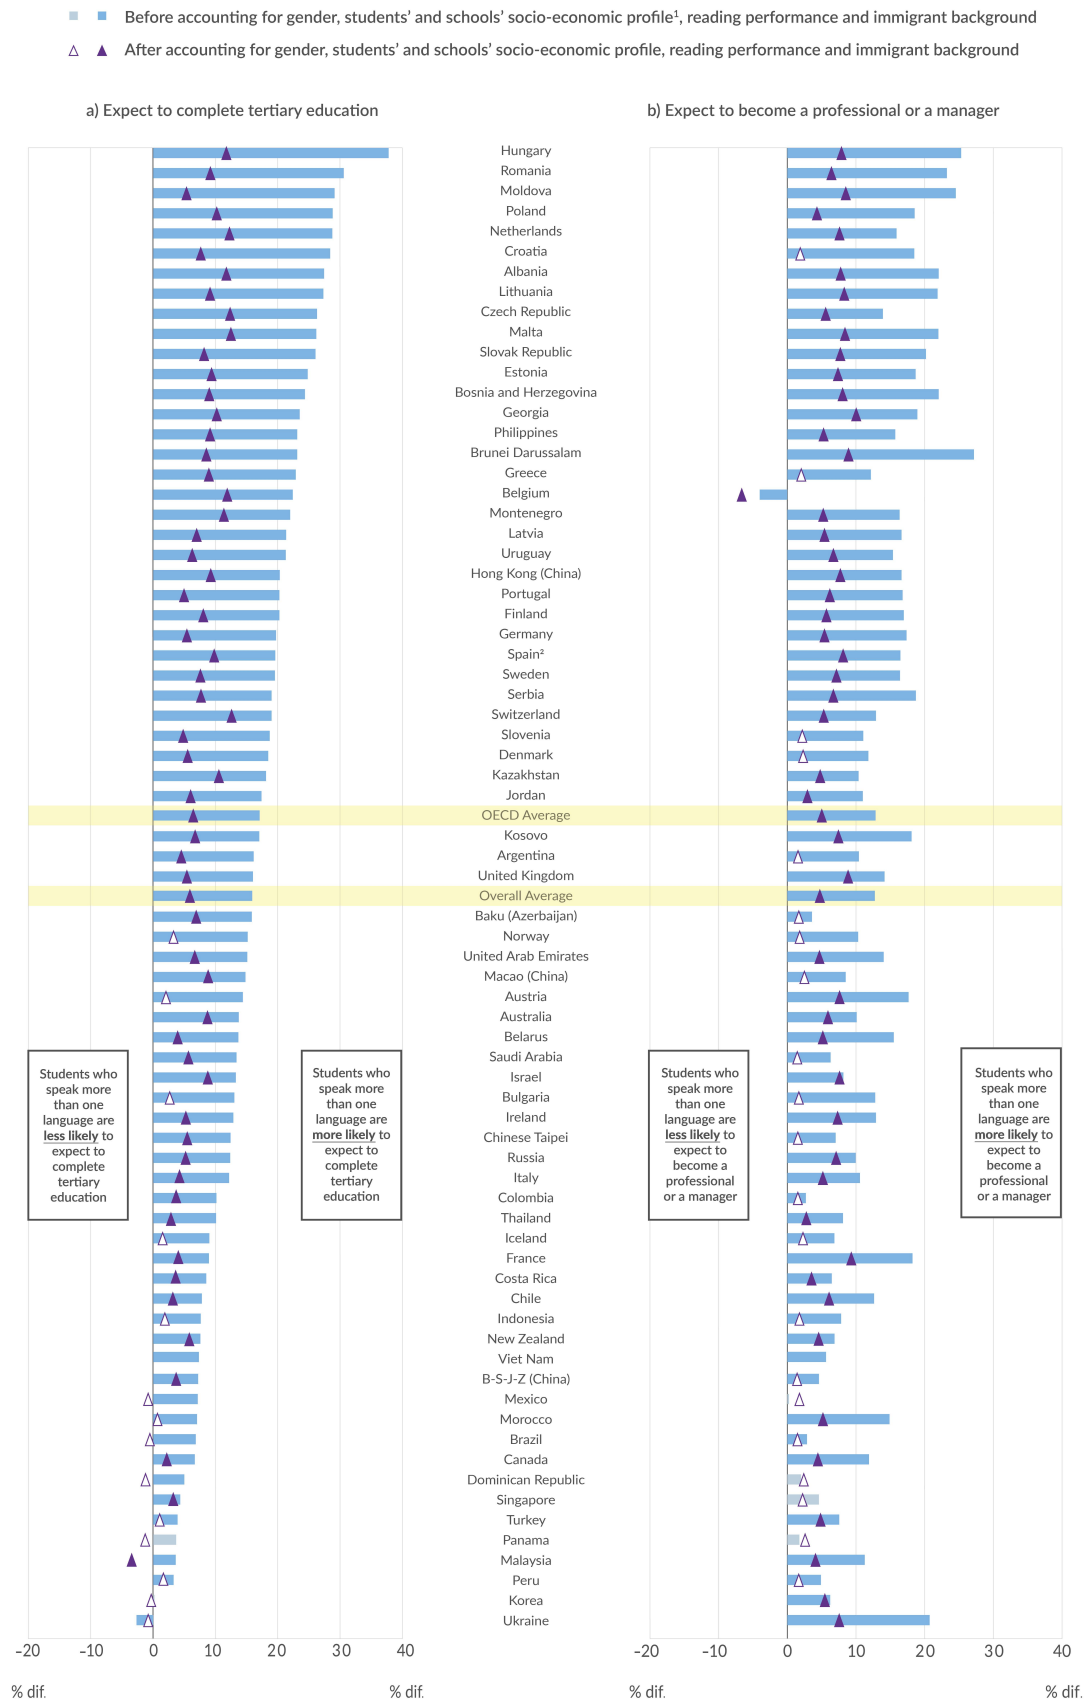 Before accounting for gender, students’ and schools’ socio-economic profile¹, reading performance and immigrant background
After accounting for gender, students’ and schools’ socio-economic profile, reading performance and immigrant background
a) Expect to complete tertiary education
b) Expect to become a professional or a manager
Hungary
Romania
Moldova
Poland
Netherlands
Croatia
Albania
Lithuania
Czech Republic
Malta
Slovak Republic
Estonia
Bosnia and Herzegovina
Georgia
Philippines
Brunei Darussalam
Greece
Belgium
Montenegro
Latvia
Uruguay
Hong Kong (China)
Portugal
Finland
Germany
Spain²
Sweden
Serbia
Switzerland
Slovenia
Denmark
Kazakhstan
Jordan
OECD Average
Kosovo
Argentina
United Kingdom
Overall Average
Baku (Azerbaijan)
Norway
United Arab Emirates
Macao (China)
Austria
Australia
Belarus
Saudi Arabia
Israel
Bulgaria
Ireland
Chinese Taipei
Russia
Italy
Colombia
Thailand
Iceland
France
Costa Rica
Chile
Indonesia
New Zealand
Viet Nam
B-S-J-Z (China)
Mexico
Morocco
Brazil
Canada
Dominican Republic
Singapore
Turkey
Panama
Malaysia
Peru
Korea
Ukraine
Students who
speak more
than one
language are
less likely to
expect to
complete
tertiary
education
Students who
speak more
than one
language are
more likely to
expect to
complete
tertiary
education
Students who
speak more
than one
language are
less likely to
expect to
become a
professional
or a manager
Students who
speak more
than one
language are
more likely to
expect to
become a
professional
or a manager
−20 −10 0 10 20 30 40
−20 −10 0 10 20 30 40
% dif. % dif. % dif. % dif.